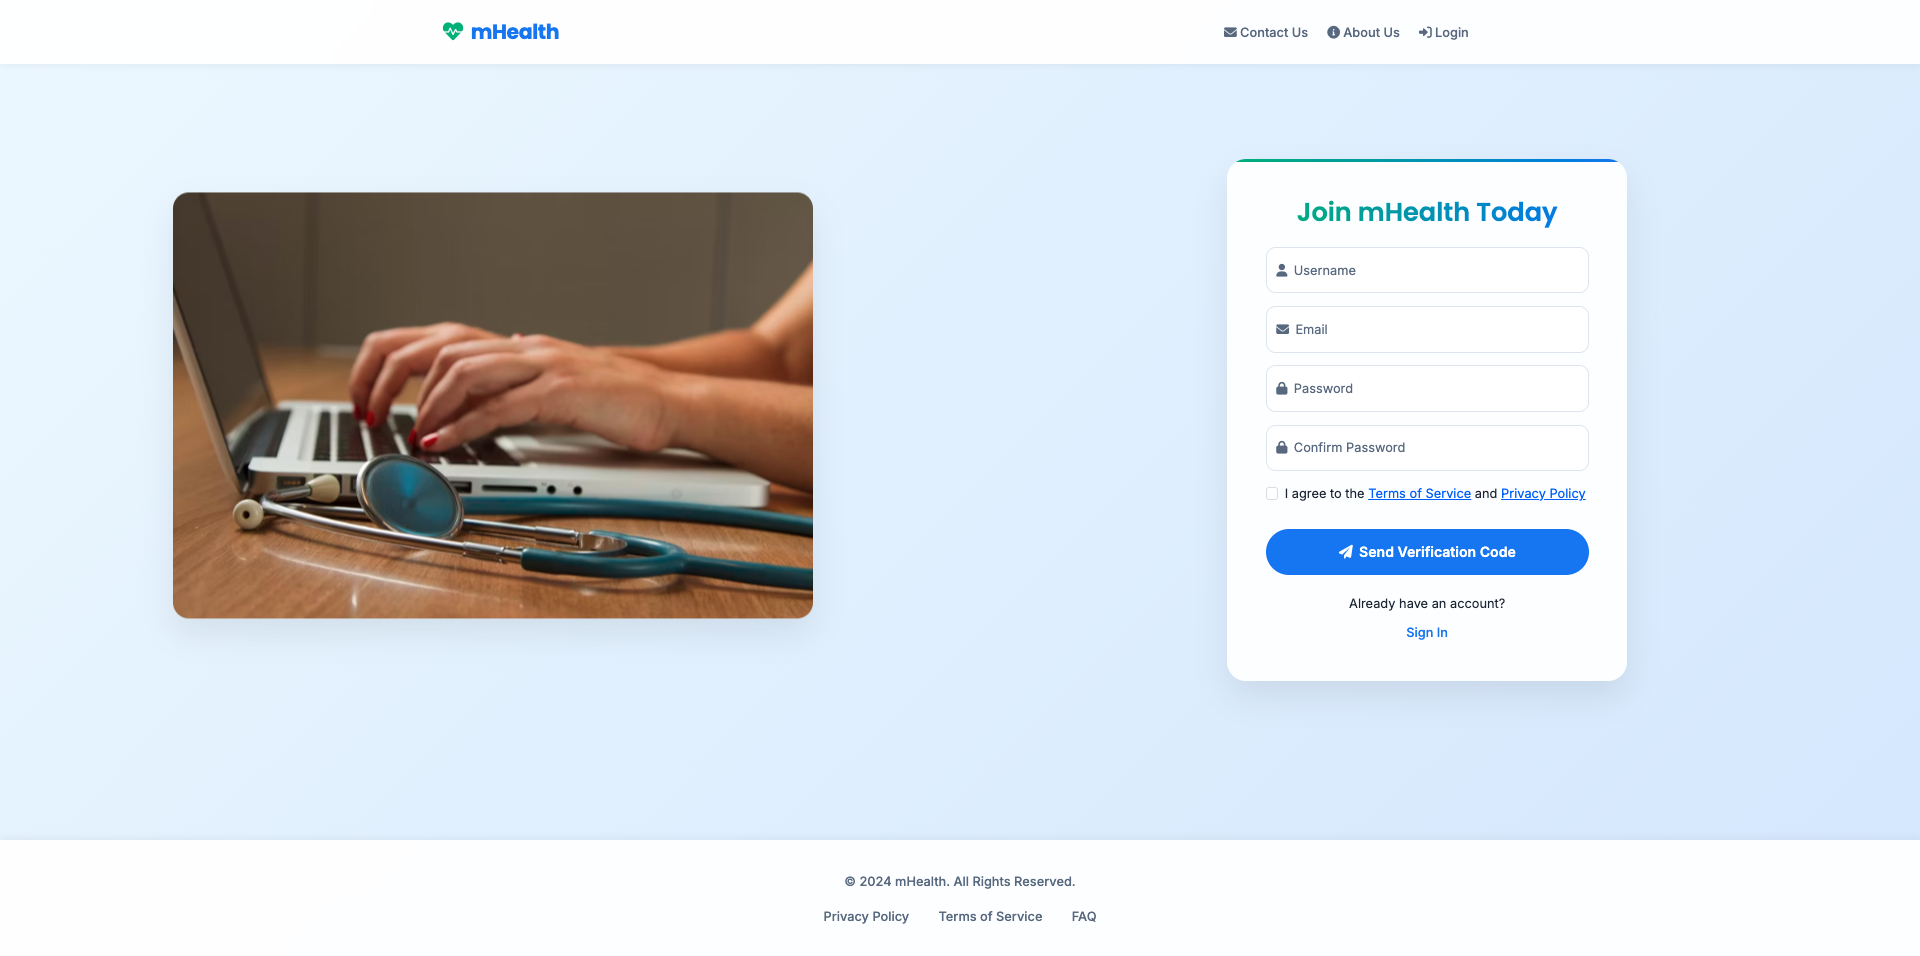 mHealth
Contact Us
About Us
Login
Join mHealth Today
Username
Email
Password
Confirm Password
I agree to the Terms of Service and Privacy Policy
Send Verification Code
Already have an account?
Sign In
© 2024 mHealth. All Rights Reserved.
Privacy Policy
Terms of Service
FAQ